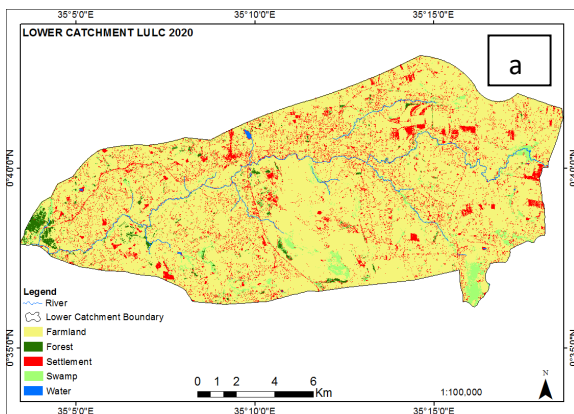 35°5'0"E 35°10'0"E 35°15'0"E
LOWER CATCHMENT LULC 2020
a
0°40'0"N 0°40'0"N
Legend
River
Lower Catchment Boundary
Farmland
Forest
Settlement
Swamp
Water
0°35'0"N 0°35'0"N
0 1 2 4 6
Km
1:100,000
N
35°5'0"E 35°10'0"E 35°15'0"E